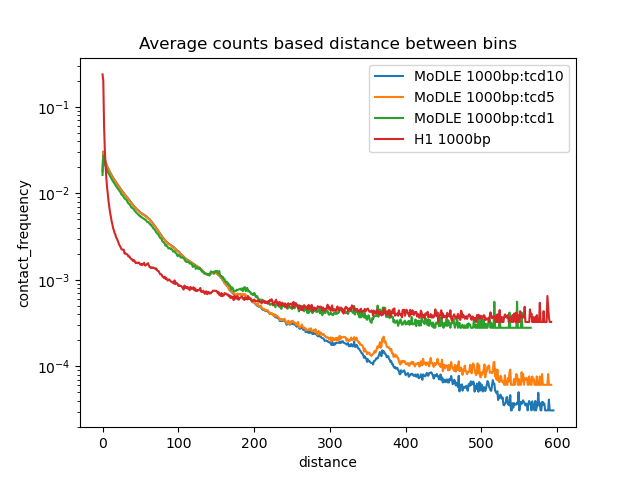 Average counts based distance between bins
MoDLE 1000bp:tcd10
MoDLE 1000bp:tcd5
MoDLE 1000bp:tcd1
H1 1000bp
contact_frequency
10⁻¹
10⁻²
10⁻³
10⁻⁴
0 100 200 300 400 500 600
distance